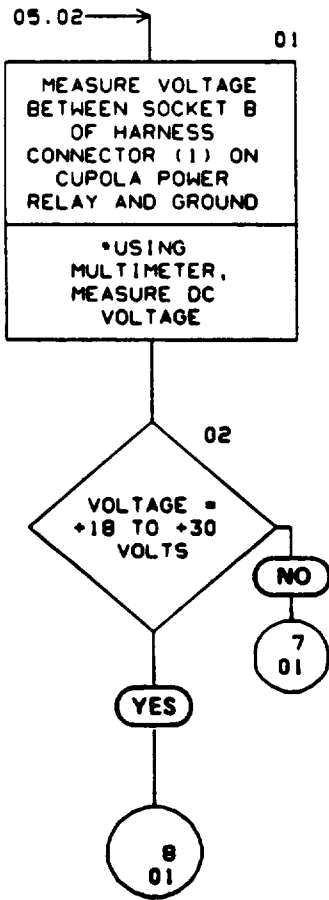 05.02
01
MEASURE VOLTAGE
BETWEEN SOCKET B
OF HARNESS
CONNECTOR (1) ON
CUPOLA POWER
RELAY AND GROUND
*USING
MULTIMETER,
MEASURE DC
VOLTAGE
02
VOLTAGE =
+18 TO +30
VOLTS
NO
7
01
YES
8
01